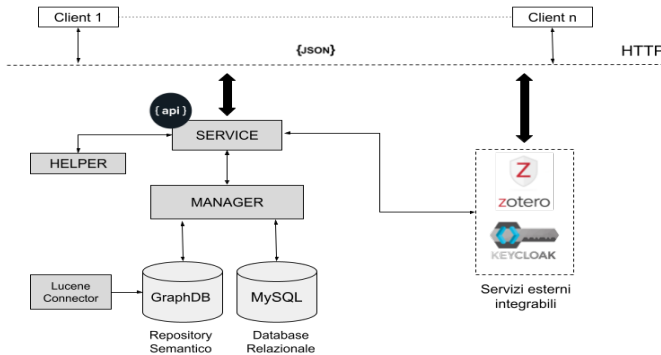 Client 1
Client n
{JSON}
HTTP
{ api }
SERVICE
HELPER
MANAGER
Z
zotero
KEYCLOAK
Lucene
Connector
GraphDB
MySQL
Servizi esterni
integrabili
Repository
Semantico
Database
Relazionale